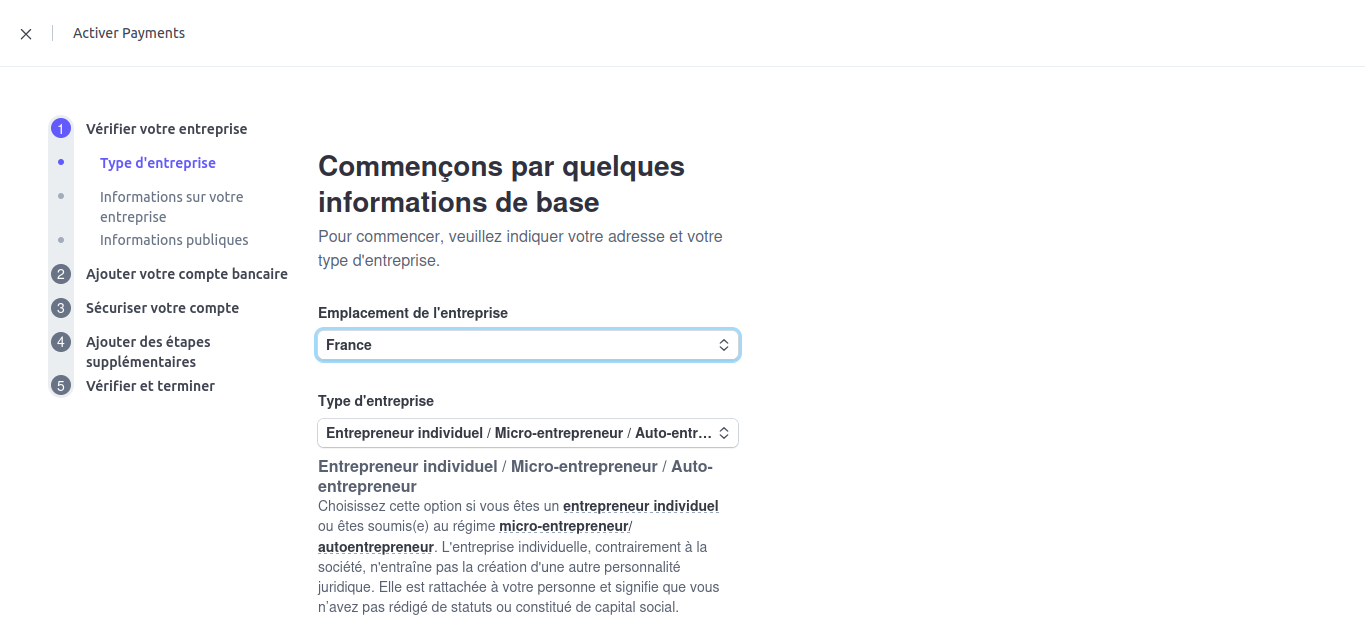 Activer Payments
1 Vérifier votre entreprise
Type d'entreprise
Informations sur votre
entreprise
Informations publiques
2 Ajouter votre compte bancaire
3 Sécuriser votre compte
4 Ajouter des étapes
supplémentaires
5 Vérifier et terminer
Commençons par quelques
informations de base
Pour commencer, veuillez indiquer votre adresse et votre
type d'entreprise.
Emplacement de l'entreprise
France
Type d'entreprise
Entrepreneur individuel / Micro-entrepreneur / Auto-entr...
Entrepreneur individuel / Micro-entrepreneur / Auto-
entrepreneur
Choisissez cette option si vous êtes un entrepreneur individuel
ou êtes soumis(e) au régime micro-entrepreneur/
autoentrepreneur. L'entreprise individuelle, contrairement à la
société, n'entraîne pas la création d'une autre personnalité
juridique. Elle est rattachée à votre personne et signifie que vous
n’avez pas rédigé de statuts ou constitué de capital social.